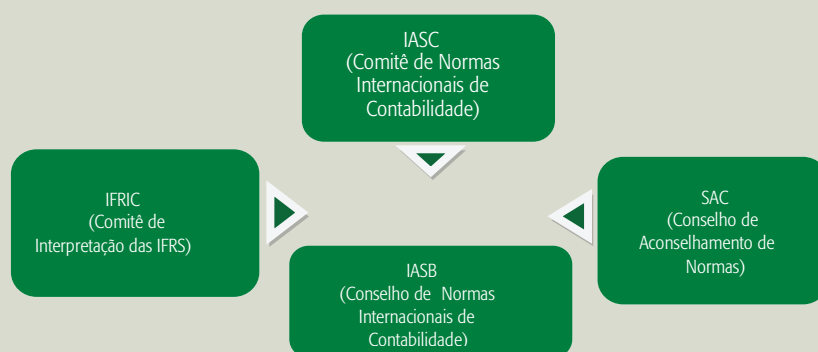 IASC
(Comitê de Normas
Internacionais de
Contabilidade)
IFRIC
(Comitê de
Interpretação das IFRS)
SAC
(Conselho de
Aconselhamento de
Normas)
IASB
(Conselho de Normas
Internacionais de
Contabilidade)